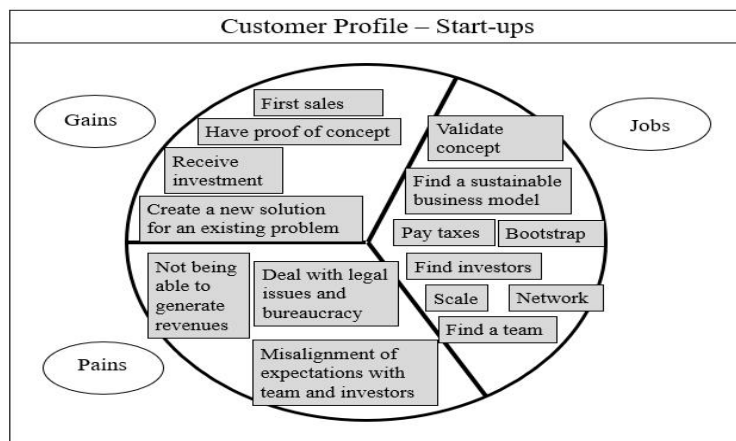 Customer Profile – Start-ups
Gains
First sales
Have proof of concept
Receive
investment
Create a new solution
for an existing problem
Jobs
Validate
concept
Find a sustainable
business model
Pay taxes
Bootstrap
Find investors
Scale
Network
Find a team
Pains
Not being
able to
generate
revenues
Deal with legal
issues and
bureaucracy
Misalignment of
expectations with
team and investors